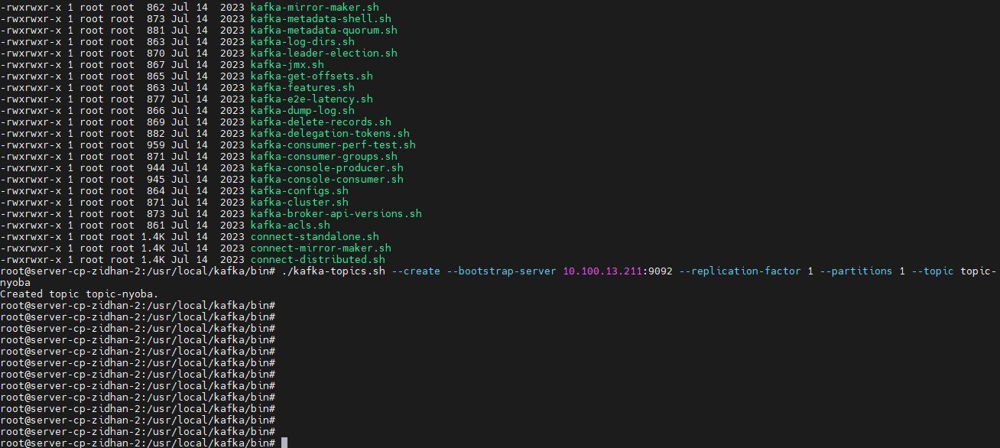 -rwxrwxr-x 1 root root  862 Jul 14  2023 kafka-mirror-maker.sh
-rwxrwxr-x 1 root root  873 Jul 14  2023 kafka-metadata-shell.sh
-rwxrwxr-x 1 root root  881 Jul 14  2023 kafka-metadata-quorum.sh
-rwxrwxr-x 1 root root  863 Jul 14  2023 kafka-log-dirs.sh
-rwxrwxr-x 1 root root  870 Jul 14  2023 kafka-leader-election.sh
-rwxrwxr-x 1 root root  867 Jul 14  2023 kafka-jmx.sh
-rwxrwxr-x 1 root root  865 Jul 14  2023 kafka-get-offsets.sh
-rwxrwxr-x 1 root root  863 Jul 14  2023 kafka-features.sh
-rwxrwxr-x 1 root root  877 Jul 14  2023 kafka-e2e-latency.sh
-rwxrwxr-x 1 root root  866 Jul 14  2023 kafka-dump-log.sh
-rwxrwxr-x 1 root root  869 Jul 14  2023 kafka-delete-records.sh
-rwxrwxr-x 1 root root  882 Jul 14  2023 kafka-delegation-tokens.sh
-rwxrwxr-x 1 root root  959 Jul 14  2023 kafka-consumer-perf-test.sh
-rwxrwxr-x 1 root root  871 Jul 14  2023 kafka-consumer-groups.sh
-rwxrwxr-x 1 root root  944 Jul 14  2023 kafka-console-producer.sh
-rwxrwxr-x 1 root root  945 Jul 14  2023 kafka-console-consumer.sh
-rwxrwxr-x 1 root root  864 Jul 14  2023 kafka-configs.sh
-rwxrwxr-x 1 root root  871 Jul 14  2023 kafka-cluster.sh
-rwxrwxr-x 1 root root  873 Jul 14  2023 kafka-broker-api-versions.sh
-rwxrwxr-x 1 root root  861 Jul 14  2023 kafka-acls.sh
-rwxrwxr-x 1 root root 1.4K Jul 14  2023 connect-standalone.sh
-rwxrwxr-x 1 root root 1.4K Jul 14  2023 connect-mirror-maker.sh
-rwxrwxr-x 1 root root 1.4K Jul 14  2023 connect-distributed.sh
root@server-cp-zidhan-2:/usr/local/kafka/bin# ./kafka-topics.sh --create --bootstrap-server 10.100.13.211:9092 --replication-factor 1 --partitions 1 --topic topic-
nyoba
Created topic topic-nyoba.
root@server-cp-zidhan-2:/usr/local/kafka/bin#
root@server-cp-zidhan-2:/usr/local/kafka/bin#
root@server-cp-zidhan-2:/usr/local/kafka/bin#
root@server-cp-zidhan-2:/usr/local/kafka/bin#
root@server-cp-zidhan-2:/usr/local/kafka/bin#
root@server-cp-zidhan-2:/usr/local/kafka/bin#
root@server-cp-zidhan-2:/usr/local/kafka/bin#
root@server-cp-zidhan-2:/usr/local/kafka/bin#
root@server-cp-zidhan-2:/usr/local/kafka/bin#
root@server-cp-zidhan-2:/usr/local/kafka/bin#
root@server-cp-zidhan-2:/usr/local/kafka/bin#
root@server-cp-zidhan-2:/usr/local/kafka/bin#
root@server-cp-zidhan-2:/usr/local/kafka/bin#